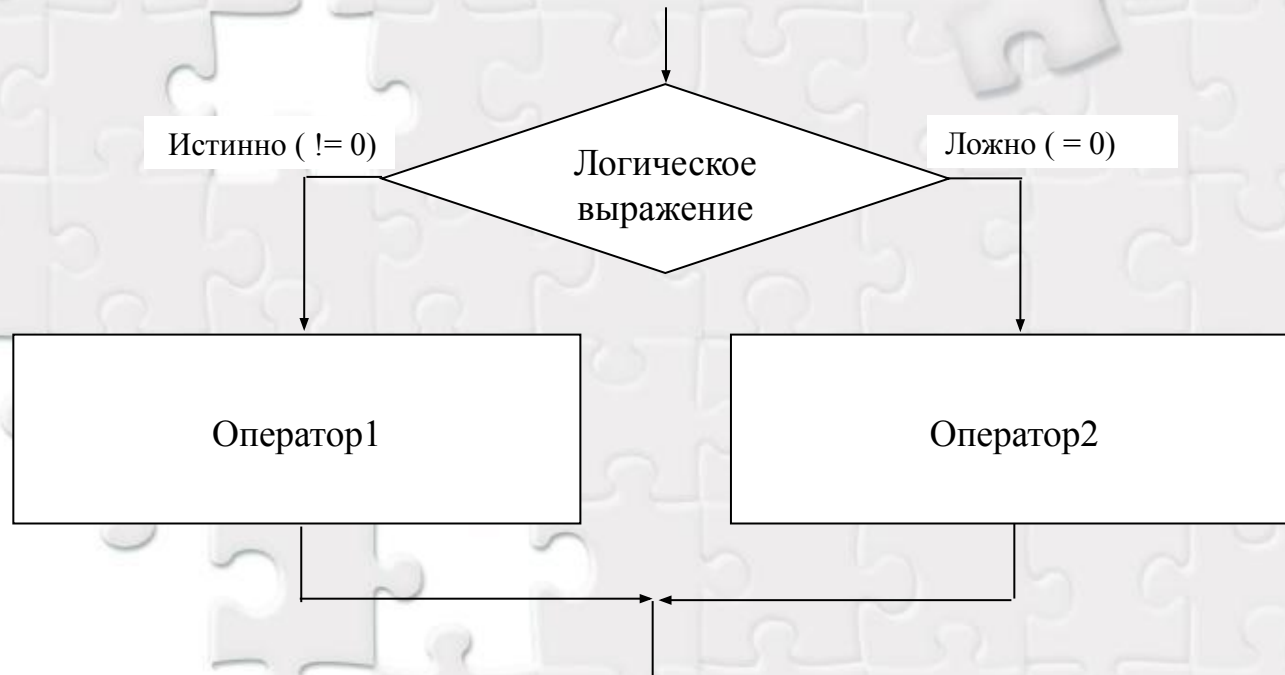 Истинно ( != 0)
Ложно ( = 0)
Логическое
выражение
Оператор1
Оператор2